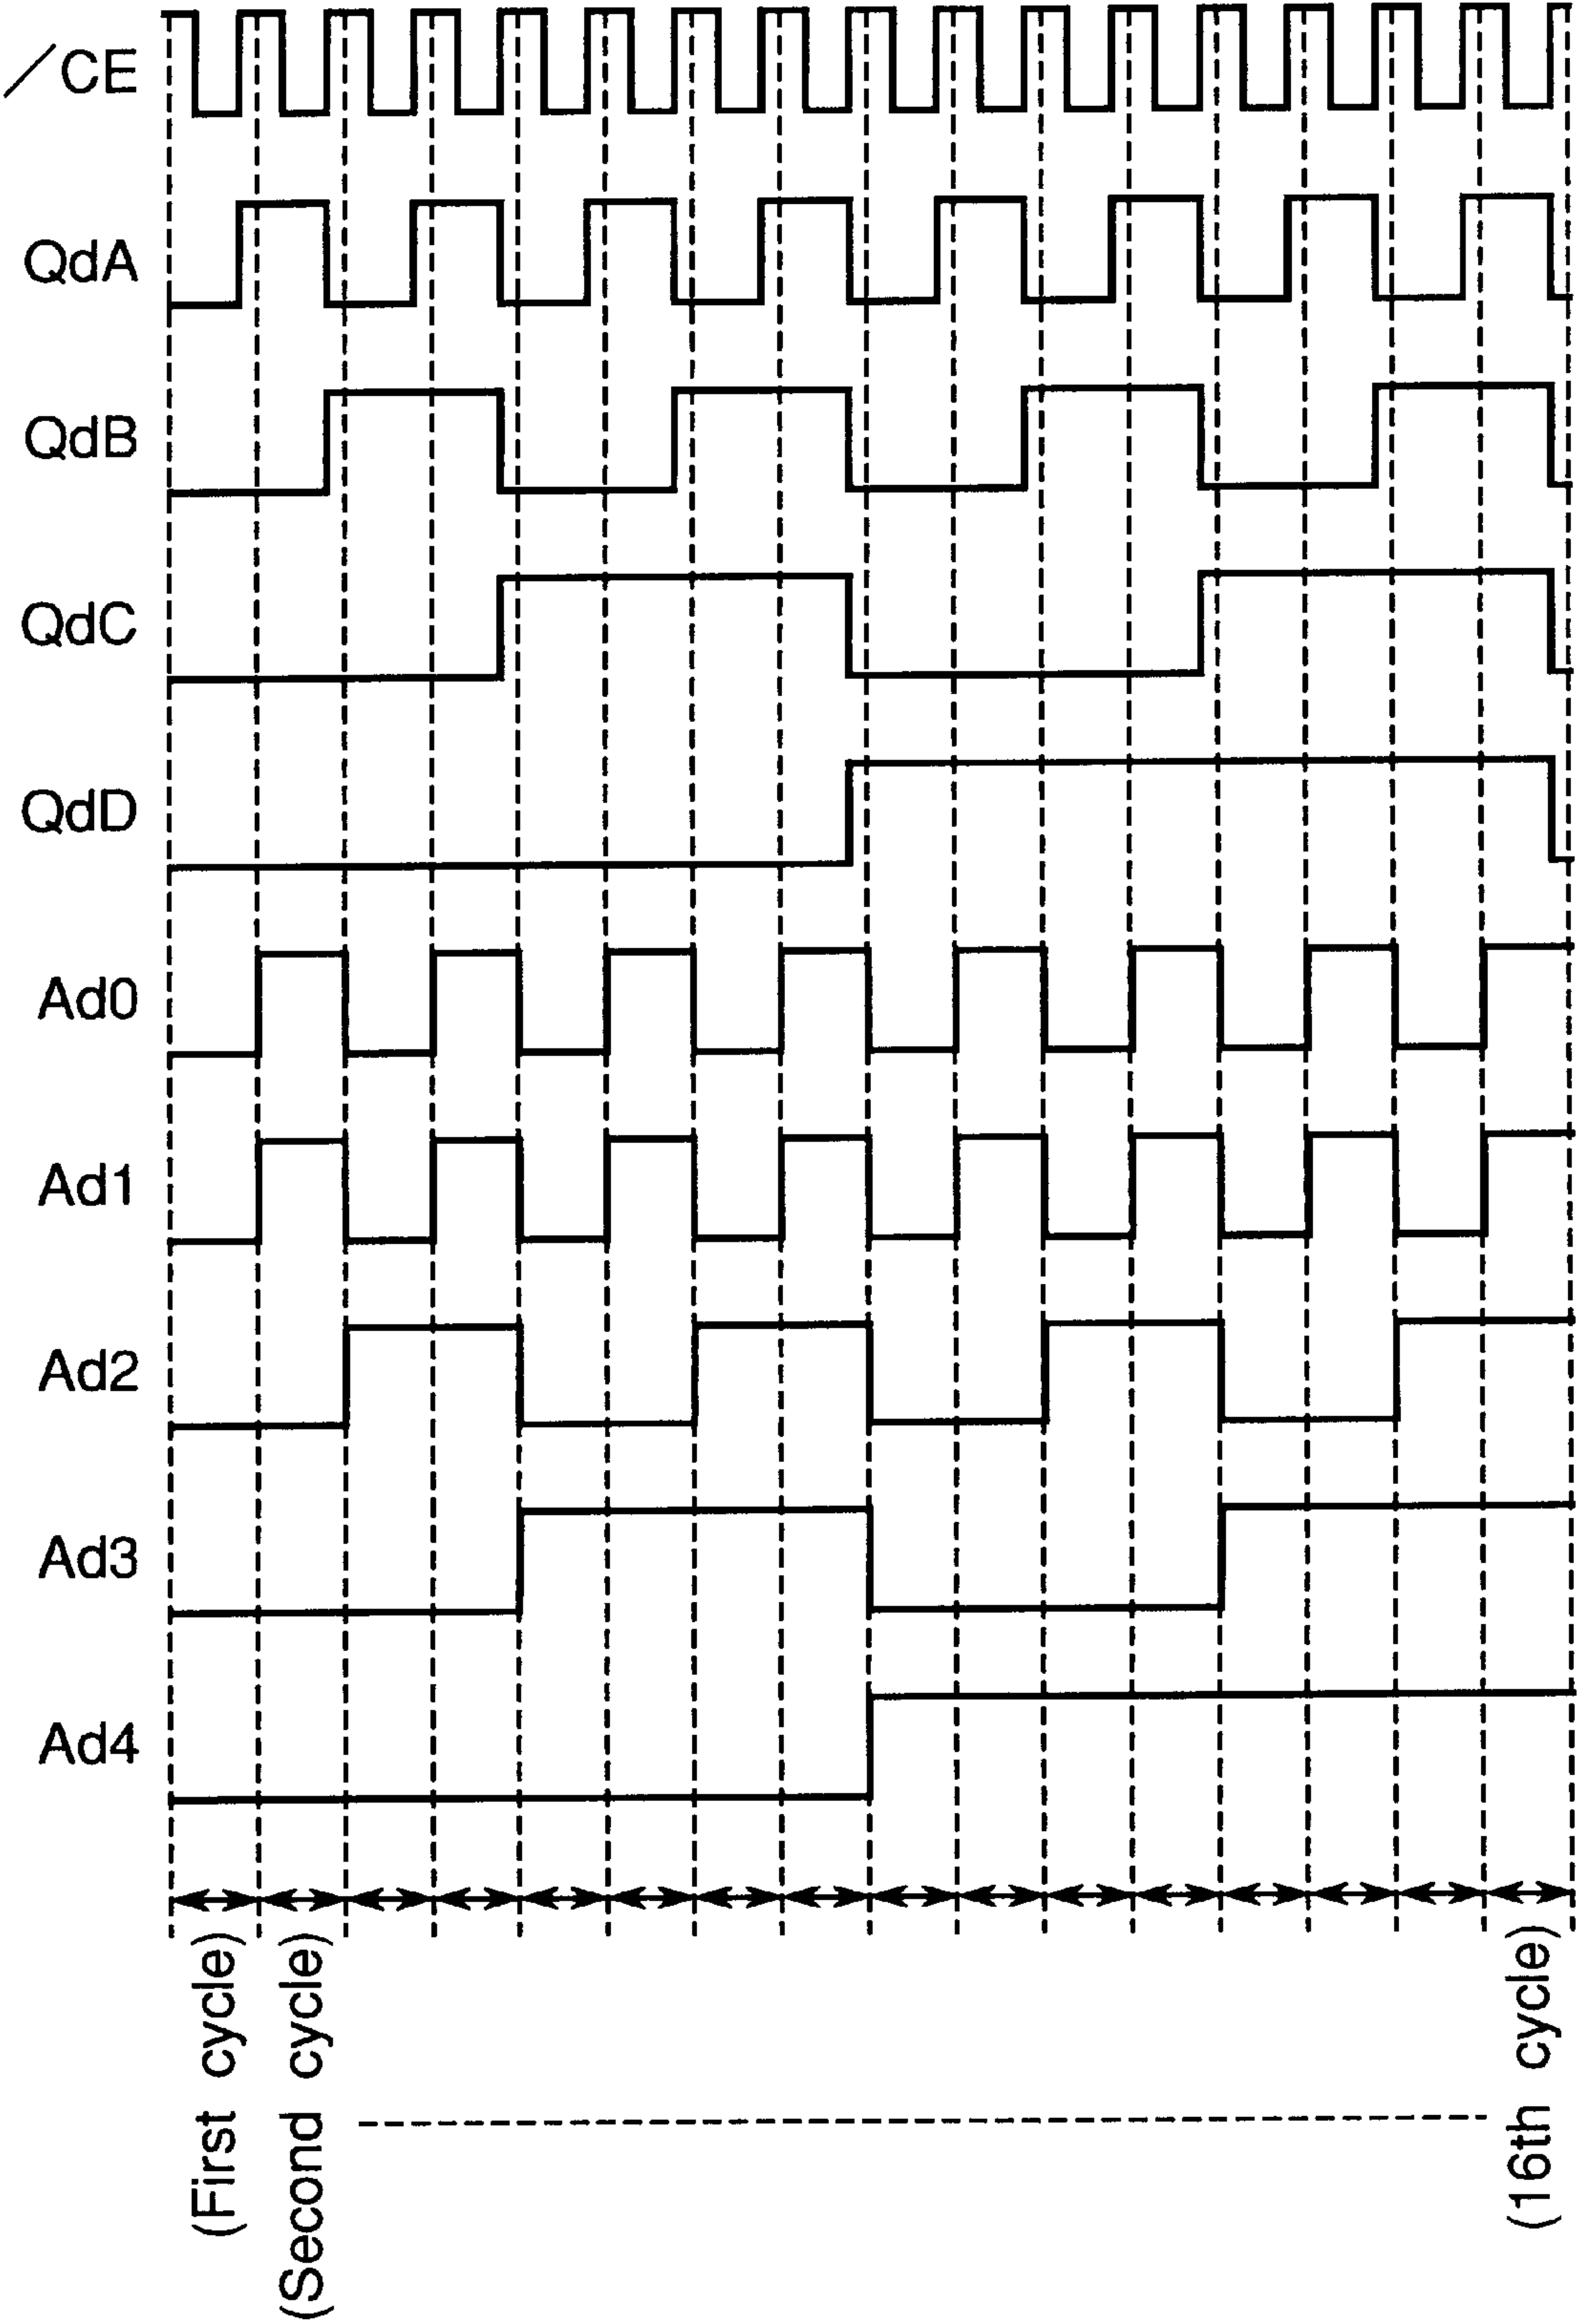 /CE
QdA
QdB
QdC
QdD
Ad0
Ad1
Ad2
Ad3
Ad4
(First cycle)
(Second cycle)
(16th cycle)